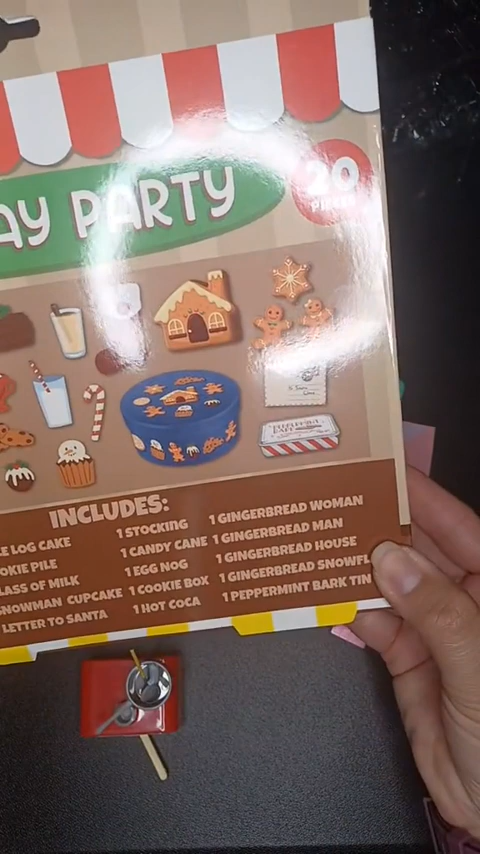 AY PARTY
20
PIECES
INCLUDES:
E LOG CAKE
OKIE PILE
LASS OF MILK
SNOWMAN CUPCAKE
LETTER TO SANTA
1 STOCKING
1 CANDY CANE
1 EGG NOG
1 COOKIE BOX
1 HOT COCA
1 GINGERBREAD WOMAN
1 GINGERBREAD MAN
1 GINGERBREAD HOUSE
1 GINGERBREAD SNOWFL
1 PEPPERMINT BARK TIN